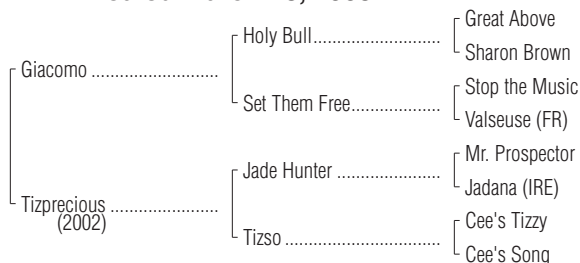 Great Above
Holy Bull
Sharon Brown
Giacomo
Stop the Music
Set Them Free
Valseuse (FR)
Mr. Prospector
Jade Hunter
Jadana (IRE)
Tizprecious
(2002)
Cee's Tizzy
Tizso
Cee's Song